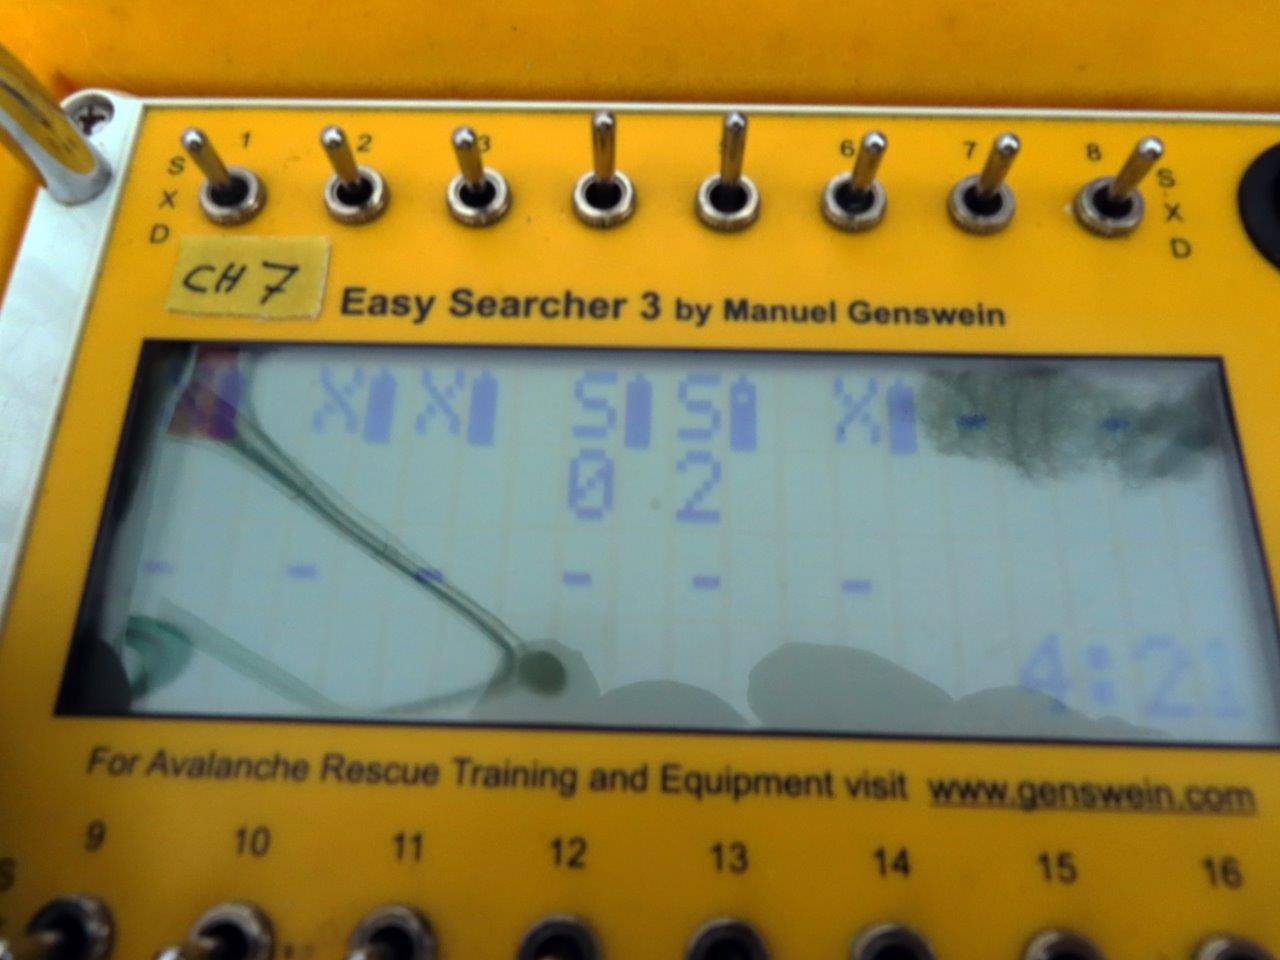 1 2 3 6 7 8
S S
X X
D D
CH 7
Easy Searcher 3 by Manuel Genswein
X X S S X
0 2
- - - - - -
4:21
For Avalanche Rescue Training and Equipment visit www.genswein.com
9 10 11 12 13 14 15 16
S